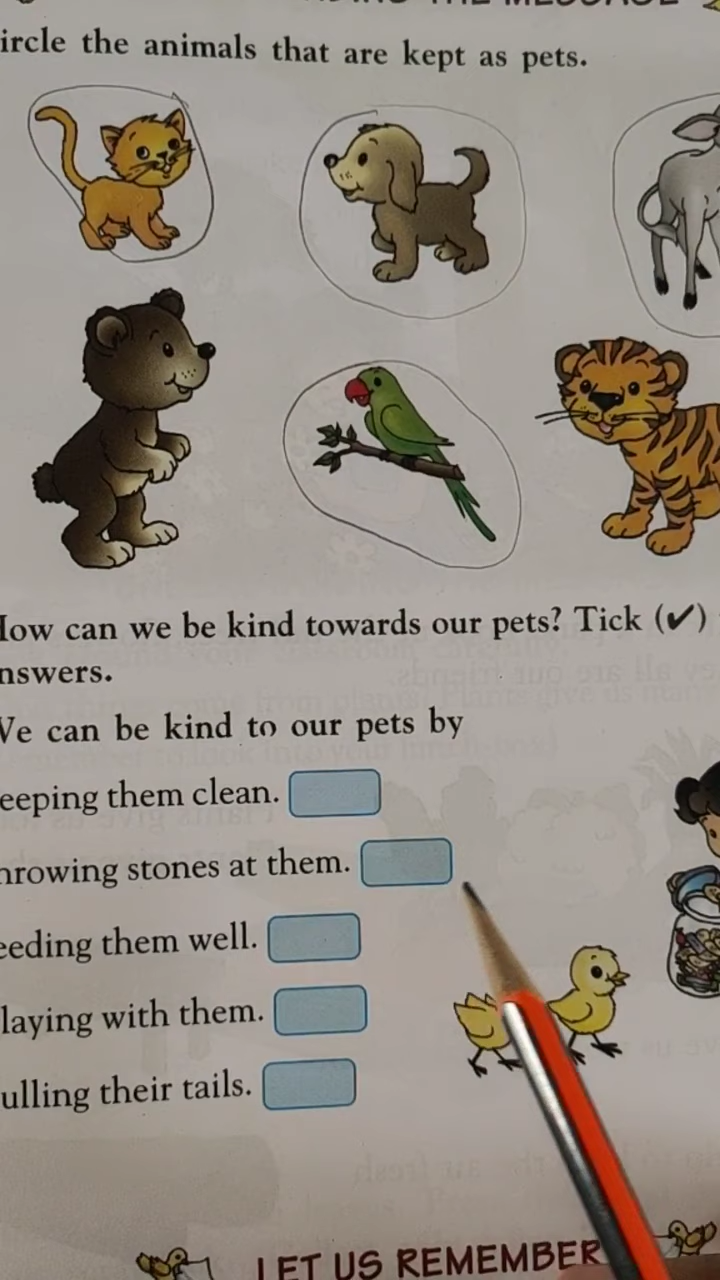 ircle the animals that are kept as pets.
How can we be kind towards our pets? Tick (✔)
nswers.
We can be kind to our pets by
eeping them clean.
hrowing stones at them.
eeding them well.
laying with them.
ulling their tails.
LET US REMEMBER